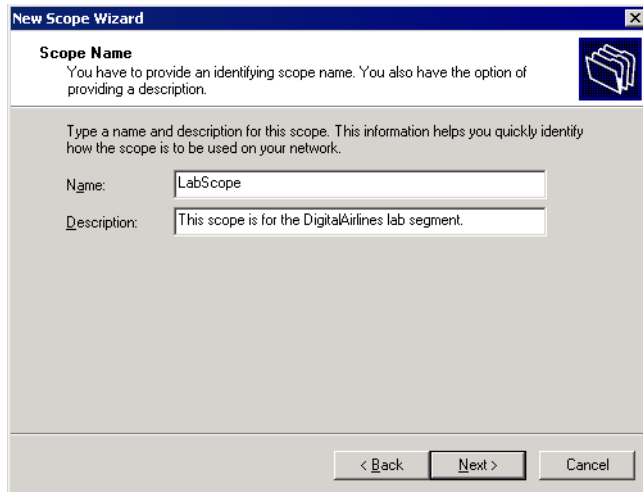 New Scope Wizard
Scope Name
You have to provide an identifying scope name. You also have the option of
providing a description.
Type a name and description for this scope. This information helps you quickly identify
how the scope is to be used on your network.
Name:
LabScope
Description:
This scope is for the DigitalAirlines lab segment.
< Back
Next >
Cancel